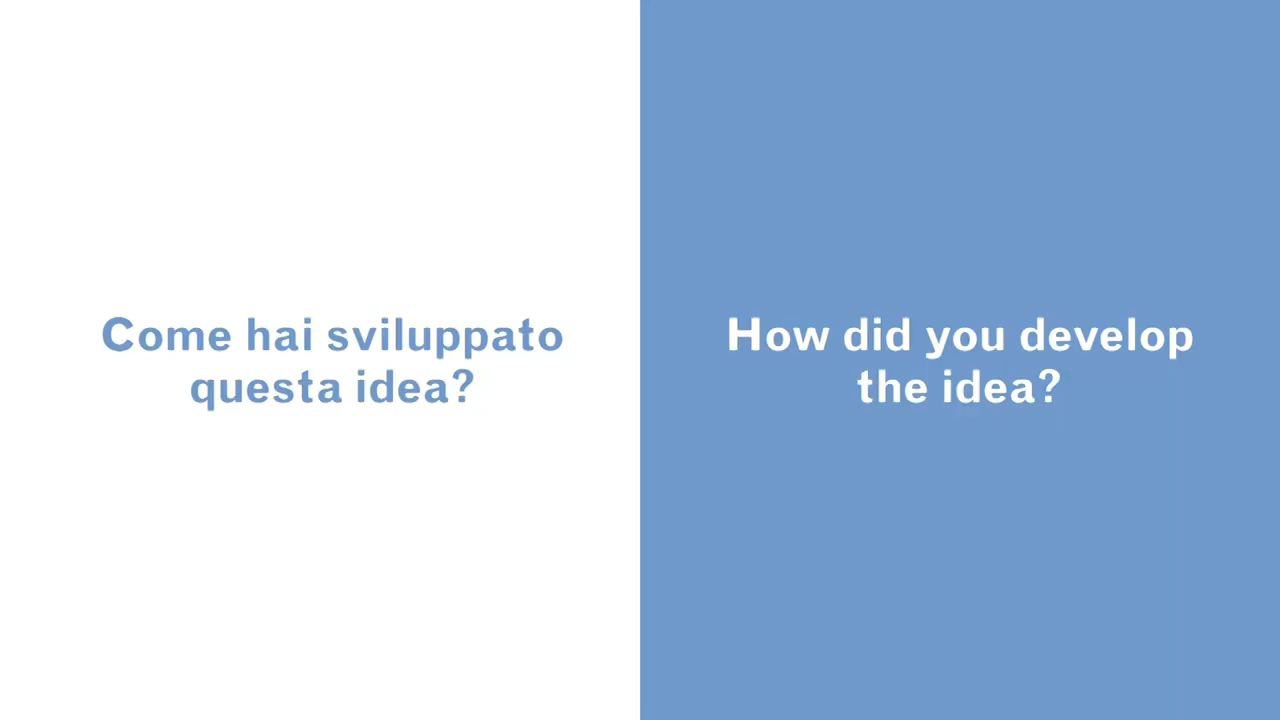 Come hai sviluppato
questa idea?
How did you develop
the idea?